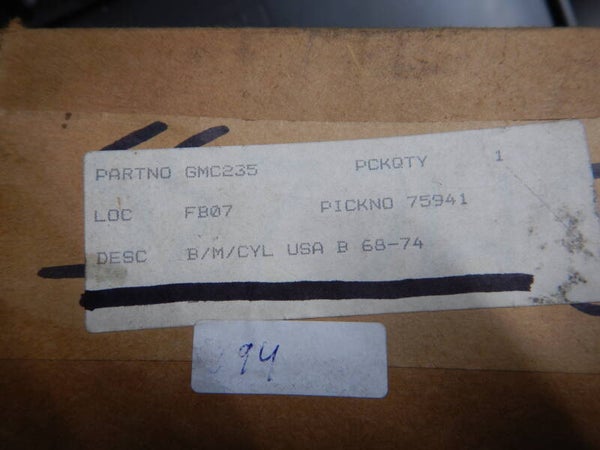 PARTNO GMC235 PCKQTY 1
LOC FB07 PICKNO 75941
DESC B/M/CYL USA B 68-74
94